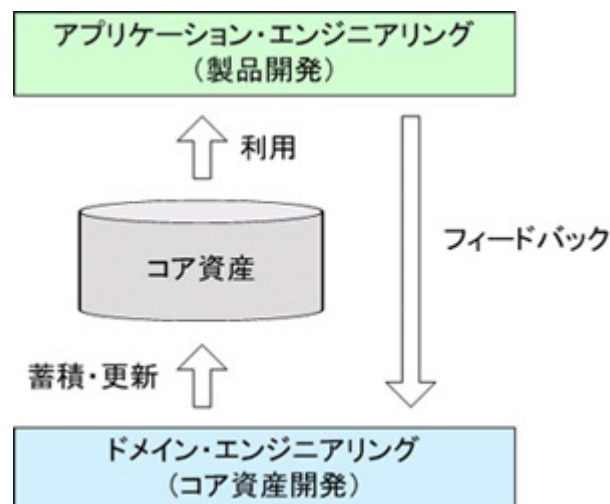 アプリケーション・エンジニアリング
（製品開発）
利用
コア資産
フィードバック
蓄積・更新
ドメイン・エンジニアリング
（コア資産開発）